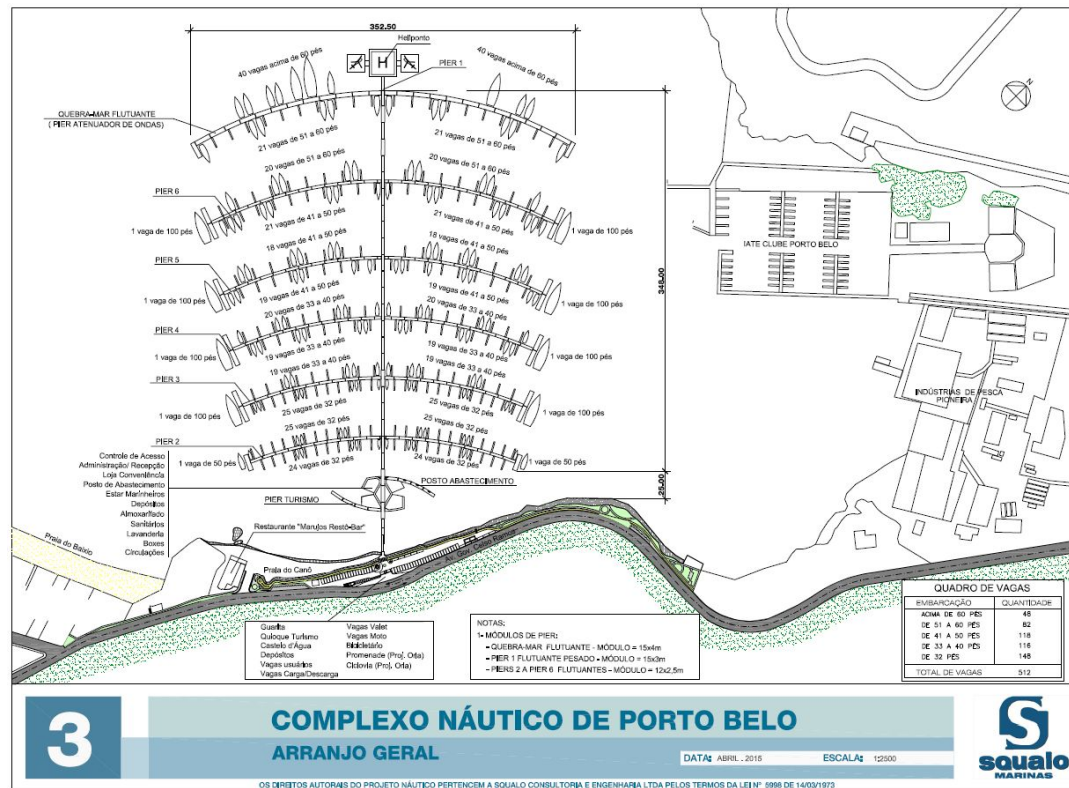 352.50
Heliponto
H
PIER 1
40 vagas acima de 60 pés
40 vagas acima de 60 pés
N
QUEBRA-MAR FLUTUANTE
( PIER ATENUADOR DE ONDAS)
21 vagas de 51 a 60 pés
21 vagas de 51 a 60 pés
20 vagas de 51 a 60 pés
20 vagas de 51 a 60 pés
PIER 6
21 vagas de 41 a 50 pés
21 vagas de 41 a 50 pés
1 vaga de 100 pés
1 vaga de 100 pés
18 vagas de 41 a 50 pés
18 vagas de 41 a 50 pés
IATE CLUBE PORTO BELO
PIER 5
348.00
19 vagas de 41 a 50 pés
19 vagas de 41 a 50 pés
1 vaga de 100 pés
1 vaga de 100 pés
20 vagas de 33 a 40 pés
20 vagas de 33 a 40 pés
PIER 4
19 vagas de 33 a 40 pés
19 vagas de 33 a 40 pés
1 vaga de 100 pés
1 vaga de 100 pés
19 vagas de 33 a 40 pés
19 vagas de 33 a 40 pés
PIER 3
25 vagas de 32 pés
25 vagas de 32 pés
1 vaga de 100 pés
1 vaga de 100 pés
INDÚSTRIAS DE PESCA
PIONEIRA
25 vagas de 32 pés
25 vagas de 32 pés
PIER 2
1 vaga de 50 pés
1 vaga de 50 pés
24 vagas de 32 pés
24 vagas de 32 pés
25.00
Controle de Acesso
Administração/ Recepção
Loja Conveniência
Posto de Abastecimento
Estar Marinheiros
Depósitos
Almoxarifado
Sanitários
Lavanderia
Boxes
Circulações
POSTO ABASTECIMENTO
PIER TURISMO
Restaurante "Marujos Restô-Bar"
Praia do Baixio
Praia do Canô
Gov. Celso Ramos
Guarita
Quioque Turismo
Castelo d'Água
Depósitos
Vagas usuários
Vagas Carga/Descarga
Vagas Valet
Vagas Moto
Bicicletário
Promenade (Proj. Orla)
Ciclovia (Proj. Orla)
NOTAS:
1- MÓDULOS DE PIER:
- QUEBRA-MAR FLUTUANTE - MÓDULO = 15x4m
- PIER 1 FLUTUANTE PESADO - MÓDULO = 15x3m
- PIERS 2 A PIER 6 FLUTUANTES - MÓDULO = 12x2,5m
QUADRO DE VAGAS
EMBARCAÇÃO QUANTIDADE
ACIMA DE 60 PÉS 48
DE 51 A 60 PÉS 82
DE 41 A 50 PÉS 118
DE 33 A 40 PÉS 116
DE 32 PÉS 148
TOTAL DE VAGAS 512
3
COMPLEXO NÁUTICO DE PORTO BELO
ARRANJO GERAL
DATA: ABRIL . 2015
ESCALA: 1:2500
S
squalo
MARINAS
OS DIREITOS AUTORAIS DO PROJETO NÁUTICO PERTENCEM A SQUALO CONSULTORIA E ENGENHARIA LTDA PELOS TERMOS DA LEI Nº 5998 DE 14/03/1973